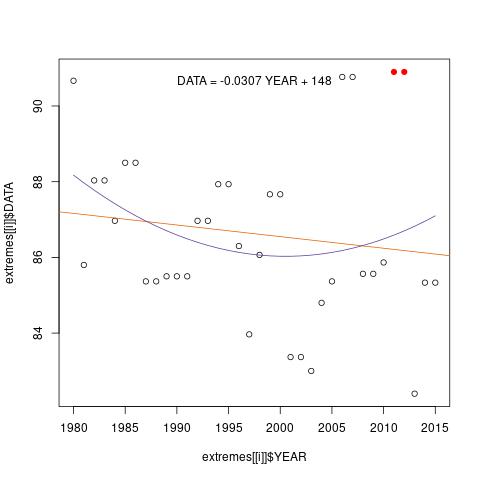 DATA = -0.0307 YEAR + 148
90
88
86
84
extremes[[i]]$DATA
1980 1985 1990 1995 2000 2005 2010 2015
extremes[[i]]$YEAR